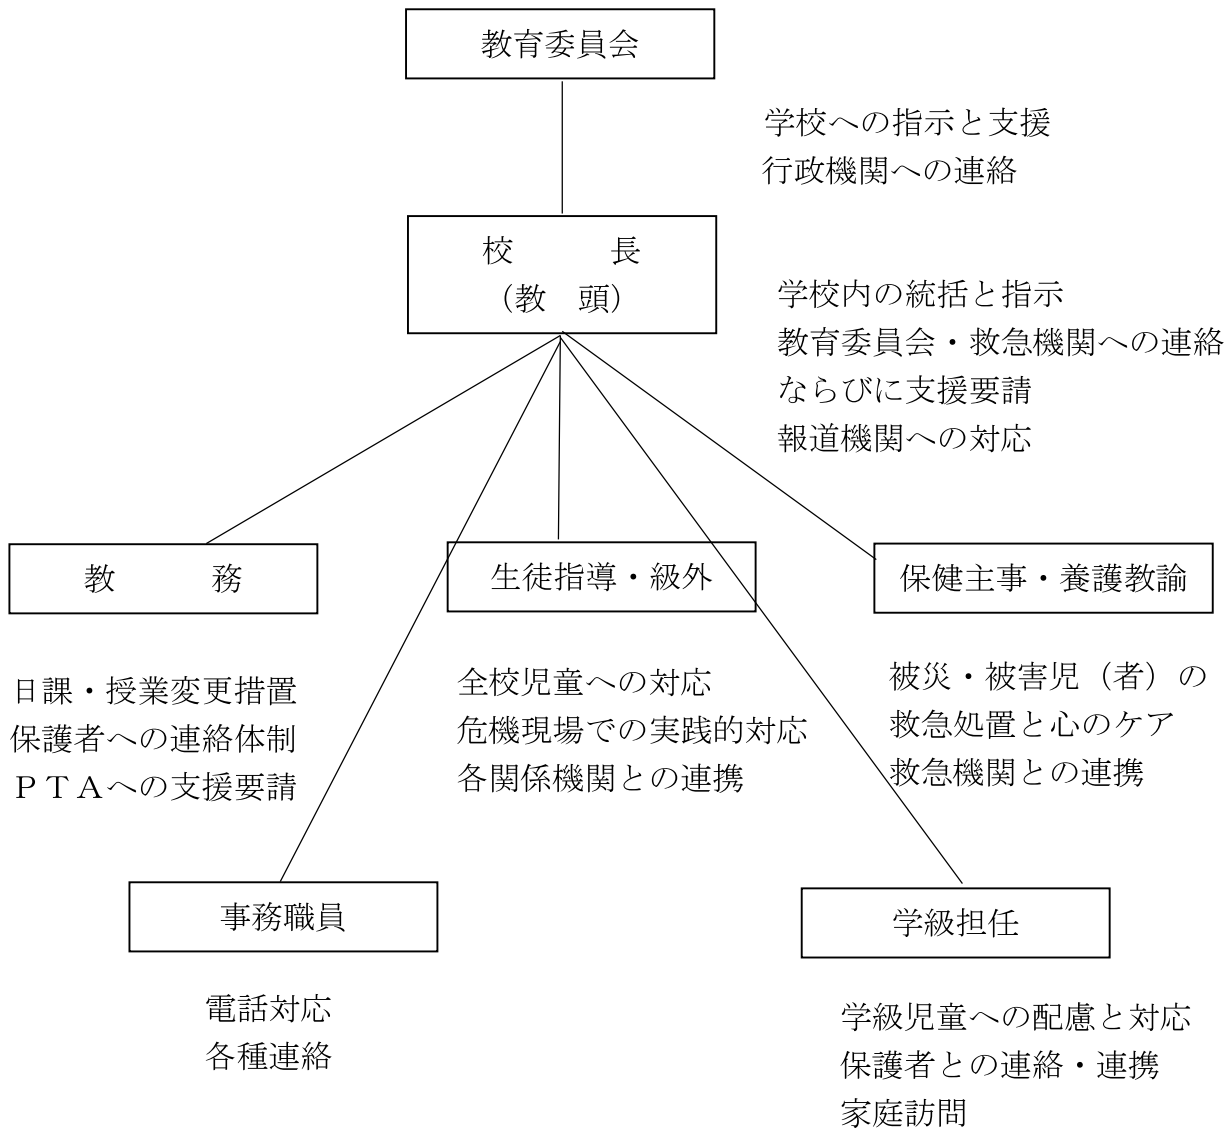 教育委員会
学校への指示と支援
行政機関への連絡
校　　　長
（教　頭）
学校内の統括と指示
教育委員会・救急機関への連絡
ならびに支援要請
報道機関への対応
教　　　務
日課・授業変更措置
保護者への連絡体制
ＰＴＡへの支援要請
生徒指導・級外
全校児童への対応
危機現場での実践的対応
各関係機関との連携
保健主事・養護教諭
被災・被害児（者）の
救急処置と心のケア
救急機関との連携
事務職員
電話対応
各種連絡
学級担任
学級児童への配慮と対応
保護者との連絡・連携
家庭訪問